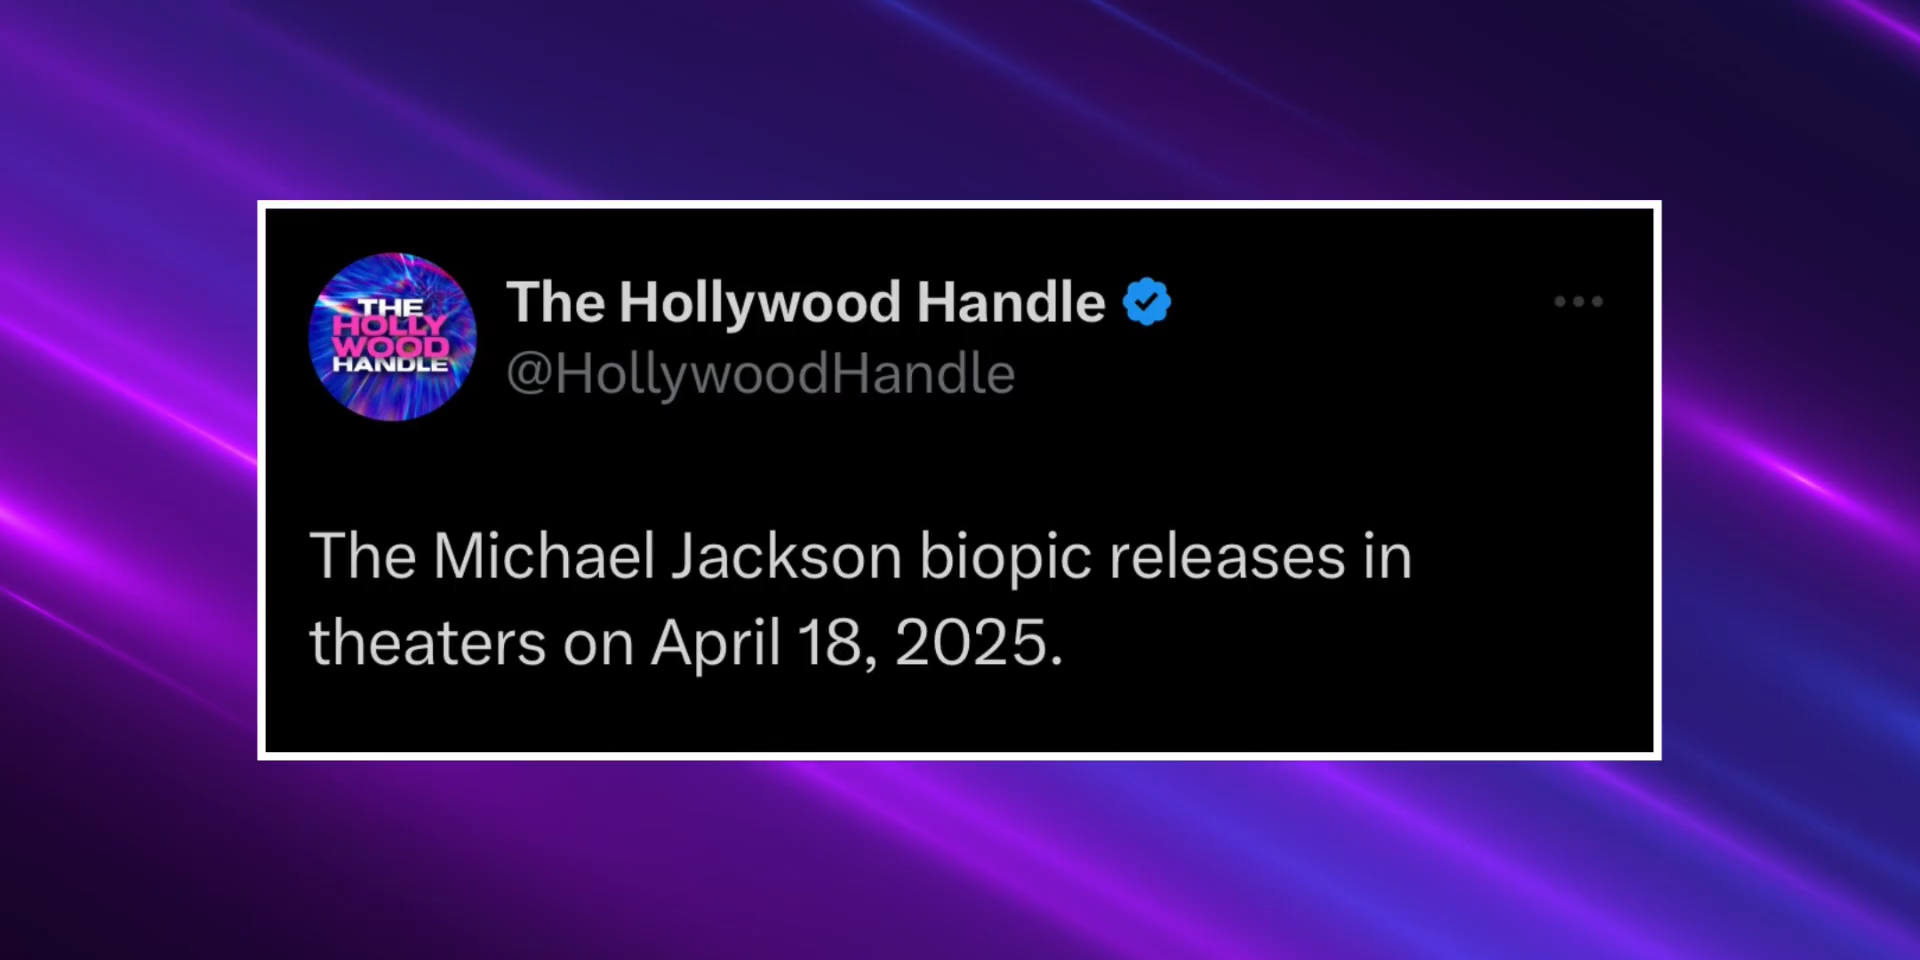 THE
HOLLY
WOOD
HANDLE
The Hollywood Handle
@HollywoodHandle
The Michael Jackson biopic releases in
theaters on April 18, 2025.